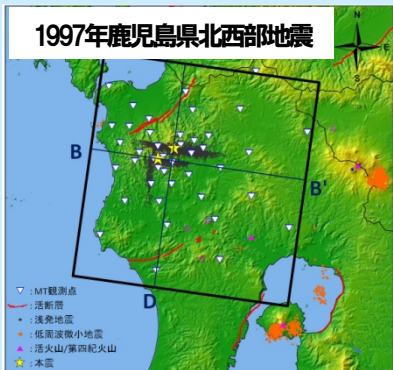 1997年鹿児島県北西部地震
N
E
B
B'
D
: MT観測点
: 活断層
: 浅発地震
: 低周波微小地震
: 活火山/第四紀火山
: 本震